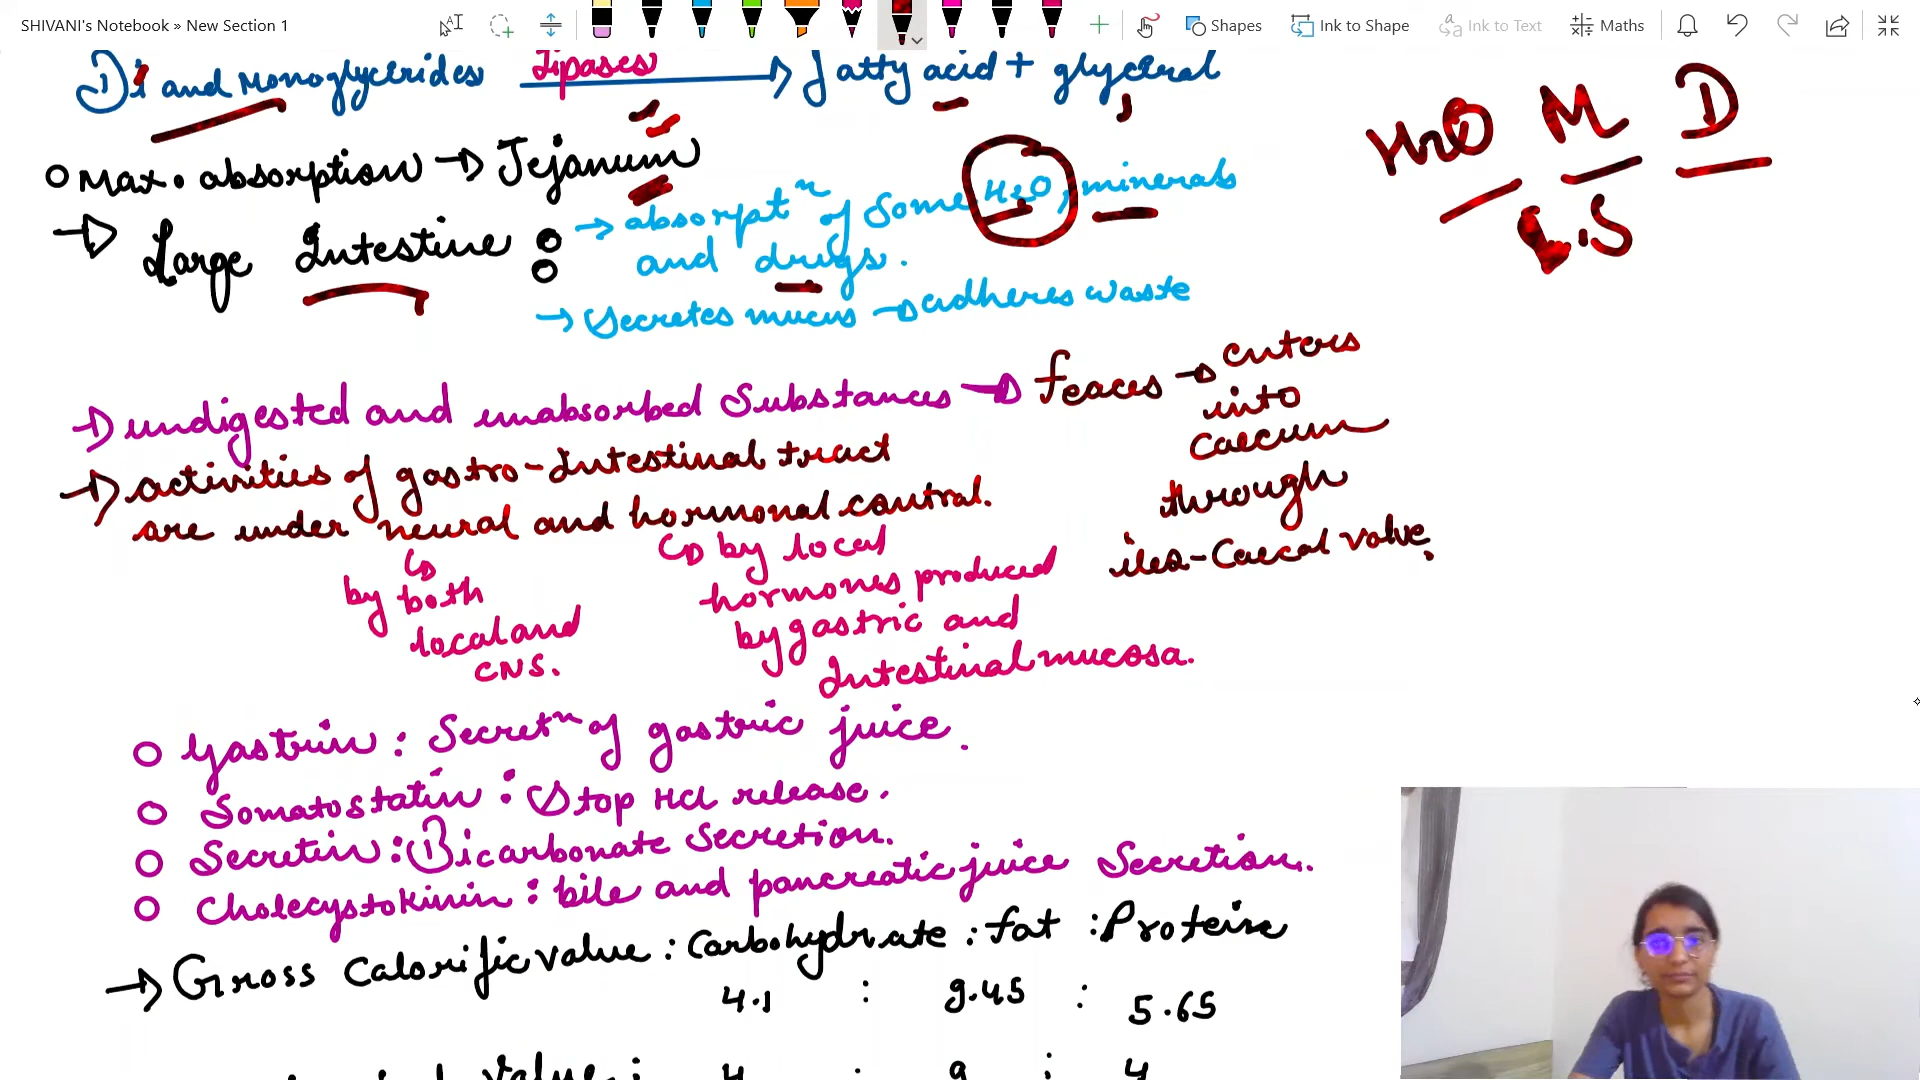 SHIVANI's Notebook » New Section 1
Shapes
Ink to Shape
Ink to Text
Maths
Di and Monoglycerides Lipases → fatty acid + glycerol
Max. absorption → Jejanum
H2O M D
→ Large Intestine :
→ absorptn of some H2O, minerals
and drugs.
→ Secretes mucus → adheres waste
→ undigested and unabsorbed Substances → feaces → enters
into
Caecum
through
ileo-Caecal valve.
→ activities of gastro-Intestinal tract
are under neural and hormonal control.
by both
local and
CNS.
by local
hormones produced
by gastric and
Intestinal mucosa.
Gastrin : Secretn of gastric juice.
Somatostatin : Stop HCl release.
Secretin : Bicarbonate Secretion.
Cholecystokinin : bile and pancreatic juice Secretion.
→ Gross Calorific value : Carbohydrate : fat : Proteins
4.1 : 9.45 : 5.65
value : 4 : 9 : 4